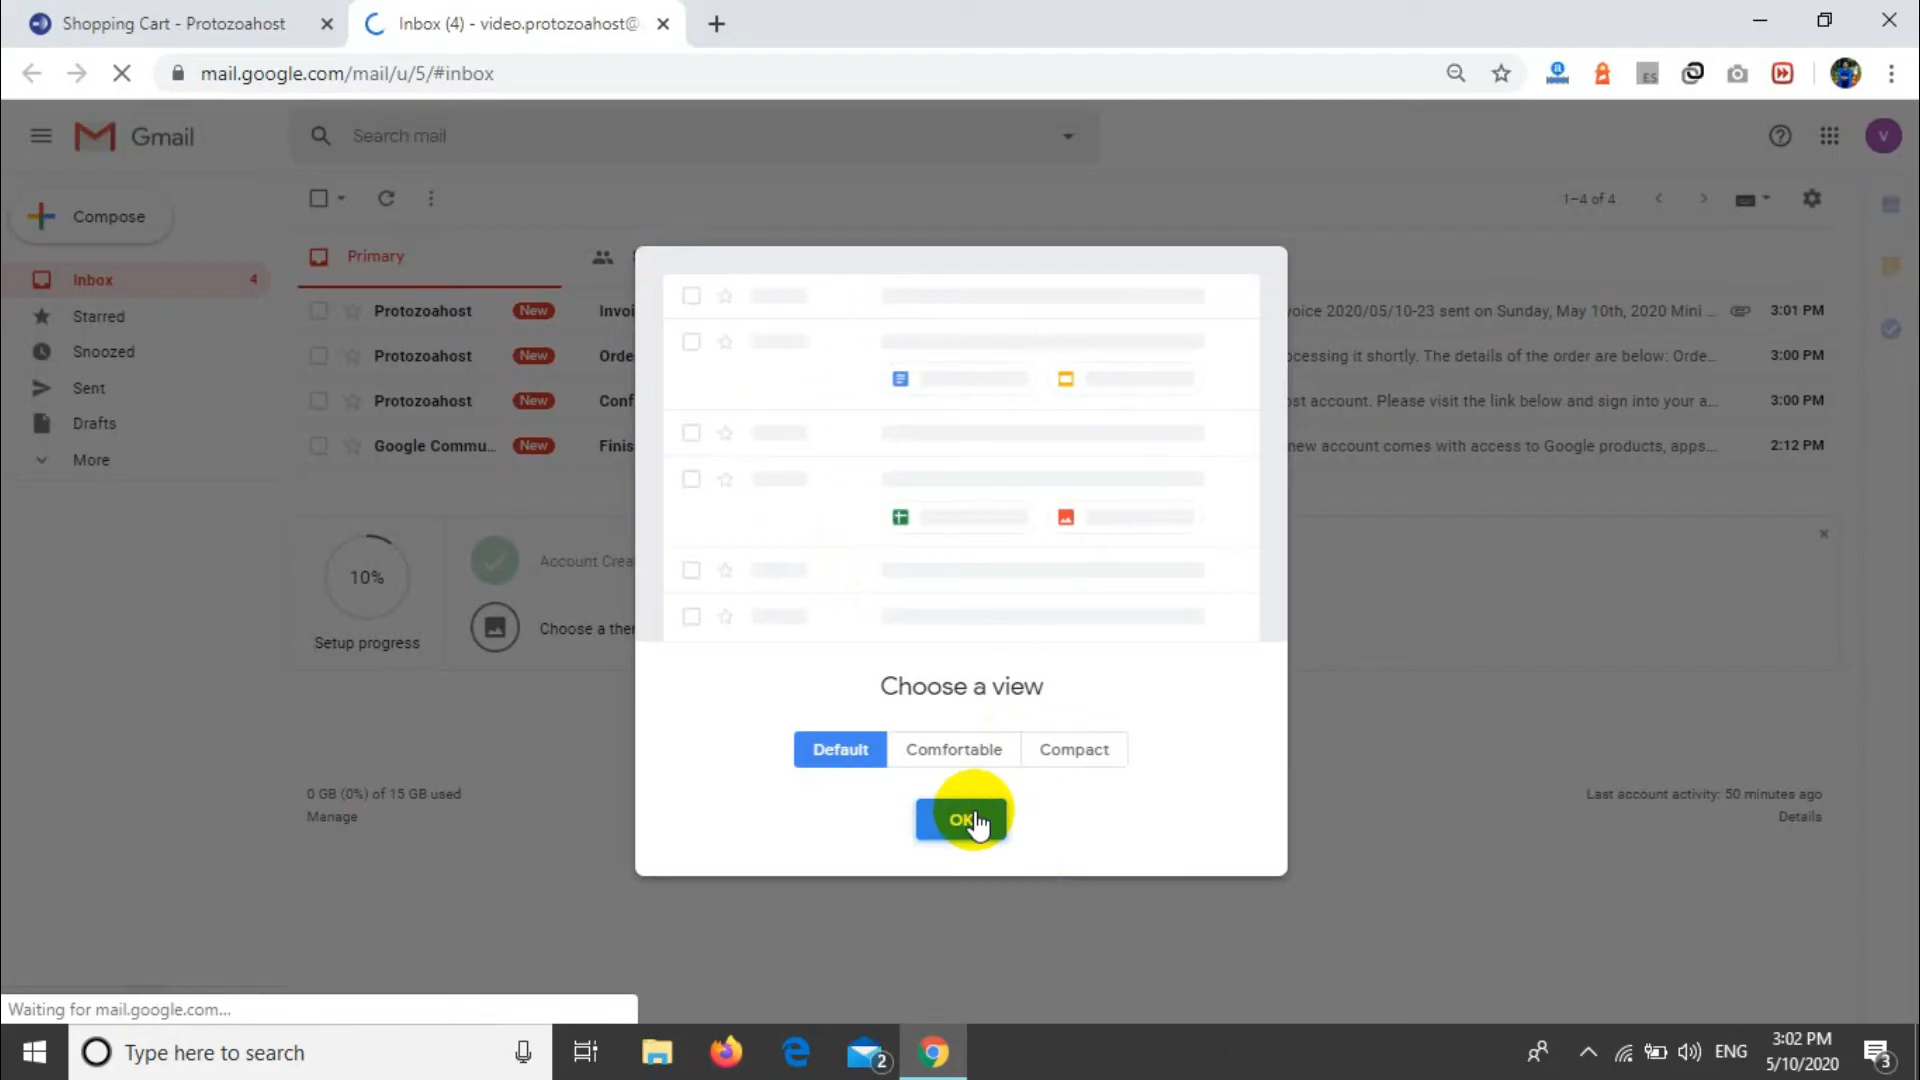 Shopping Cart - Protozoahost
Inbox (4) - video.protozoahost@
mail.google.com/mail/u/5/#inbox
ES
Gmail
Search mail
V
Compose
1–4 of 4
Primary
Inbox 4
Starred
Snoozed
Sent
Drafts
More
Protozoahost New Invoi voice 2020/05/10-23 sent on Sunday, May 10th, 2020 Mini ... 3:01 PM
Protozoahost New Orde ocessing it shortly. The details of the order are below: Orde... 3:00 PM
Protozoahost New Conf ost account. Please visit the link below and sign into your a... 3:00 PM
Google Commu... New Finis new account comes with access to Google products, apps... 2:12 PM
10%
Setup progress
Account Crea
Choose a ther
Choose a view
Default Comfortable Compact
OK
0 GB (0%) of 15 GB used
Manage
Last account activity: 50 minutes ago
Details
Waiting for mail.google.com...
Type here to search
2
ENG
3:02 PM
5/10/2020
3